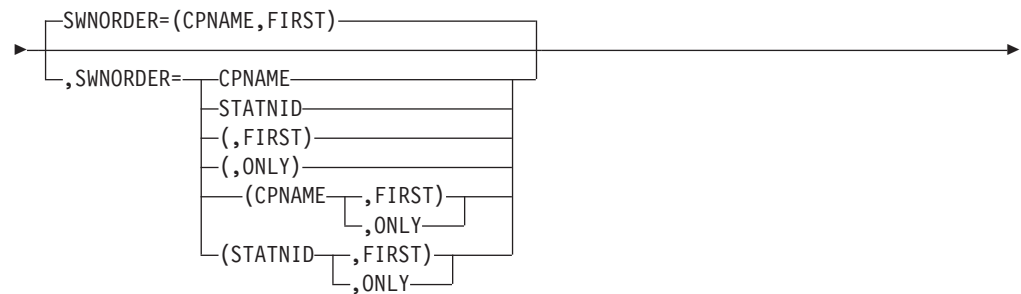 SWNORDER=(CPNAME,FIRST)
,SWNORDER= CPNAME
STATNID
(,FIRST)
(,ONLY)
(CPNAME ,FIRST)
,ONLY
(STATNID ,FIRST)
,ONLY